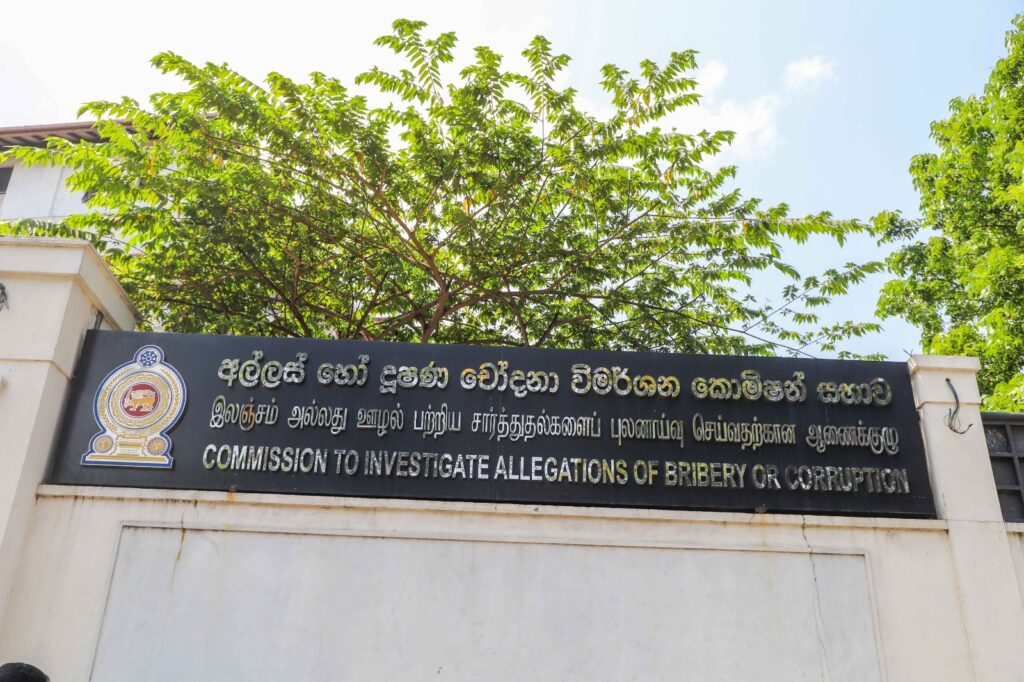 අල්ලස් හෝ දූෂණ චෝදනා විමර්ශන කොමිෂන් සභාව
இலஞ்சம் அல்லது ஊழல் பற்றிய சார்த்துதல்களைப் புலனாய்வு செய்வதற்கான ஆணைக்குழு
COMMISSION TO INVESTIGATE ALLEGATIONS OF BRIBERY OR CORRUPTION